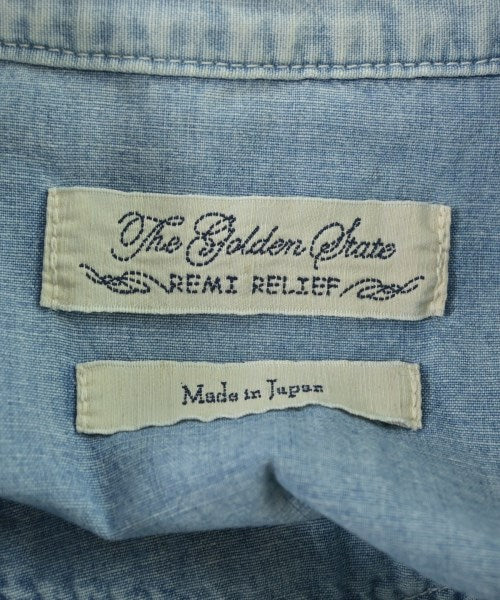 The Golden State
REMI RELIEF
Made in Japan